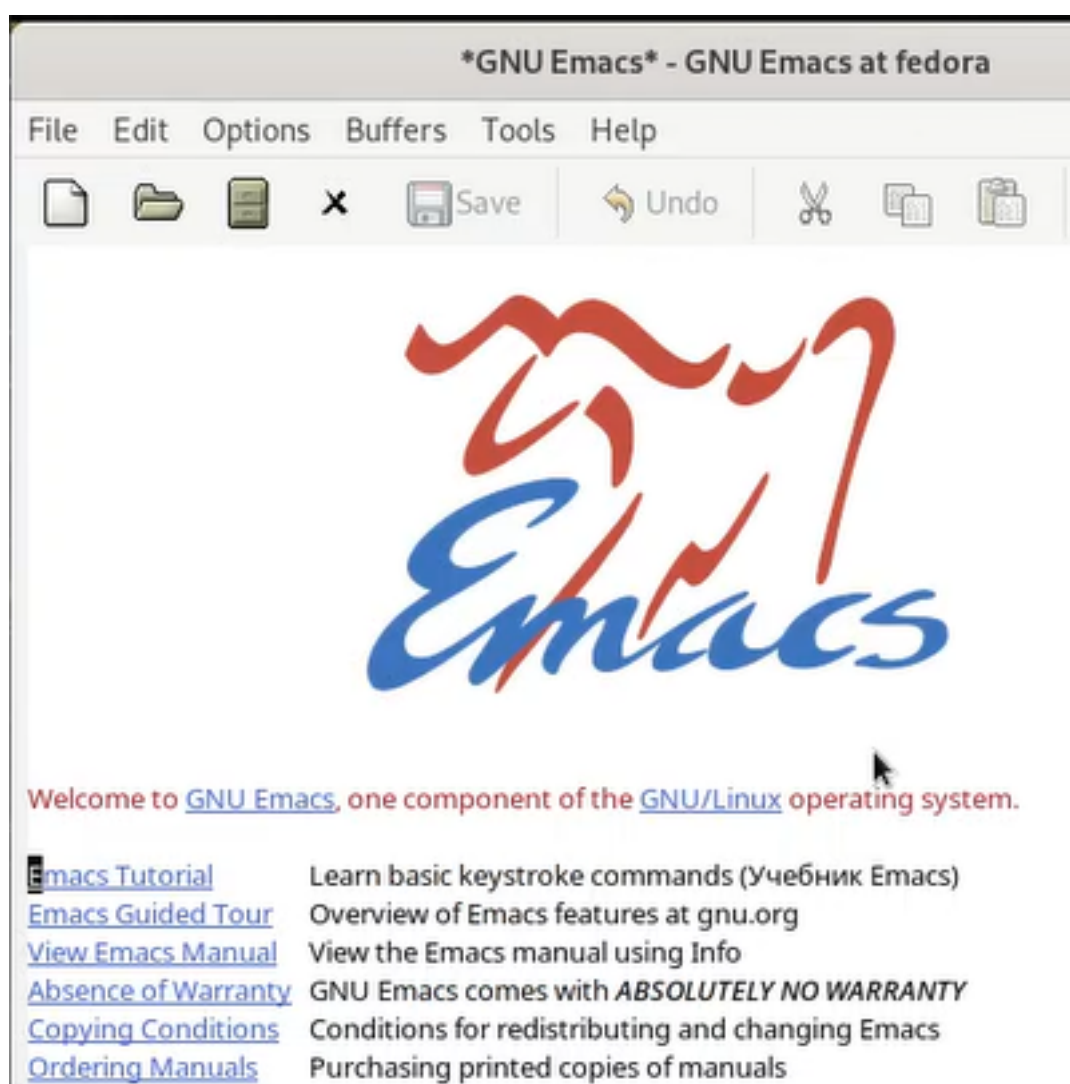 *GNU Emacs* - GNU Emacs at fedora
File Edit Options Buffers Tools Help
Save Undo
Emacs
Welcome to GNU Emacs, one component of the GNU/Linux operating system.
Emacs Tutorial Learn basic keystroke commands (Учебник Emacs)
Emacs Guided Tour Overview of Emacs features at gnu.org
View Emacs Manual View the Emacs manual using Info
Absence of Warranty GNU Emacs comes with ABSOLUTELY NO WARRANTY
Copying Conditions Conditions for redistributing and changing Emacs
Ordering Manuals Purchasing printed copies of manuals